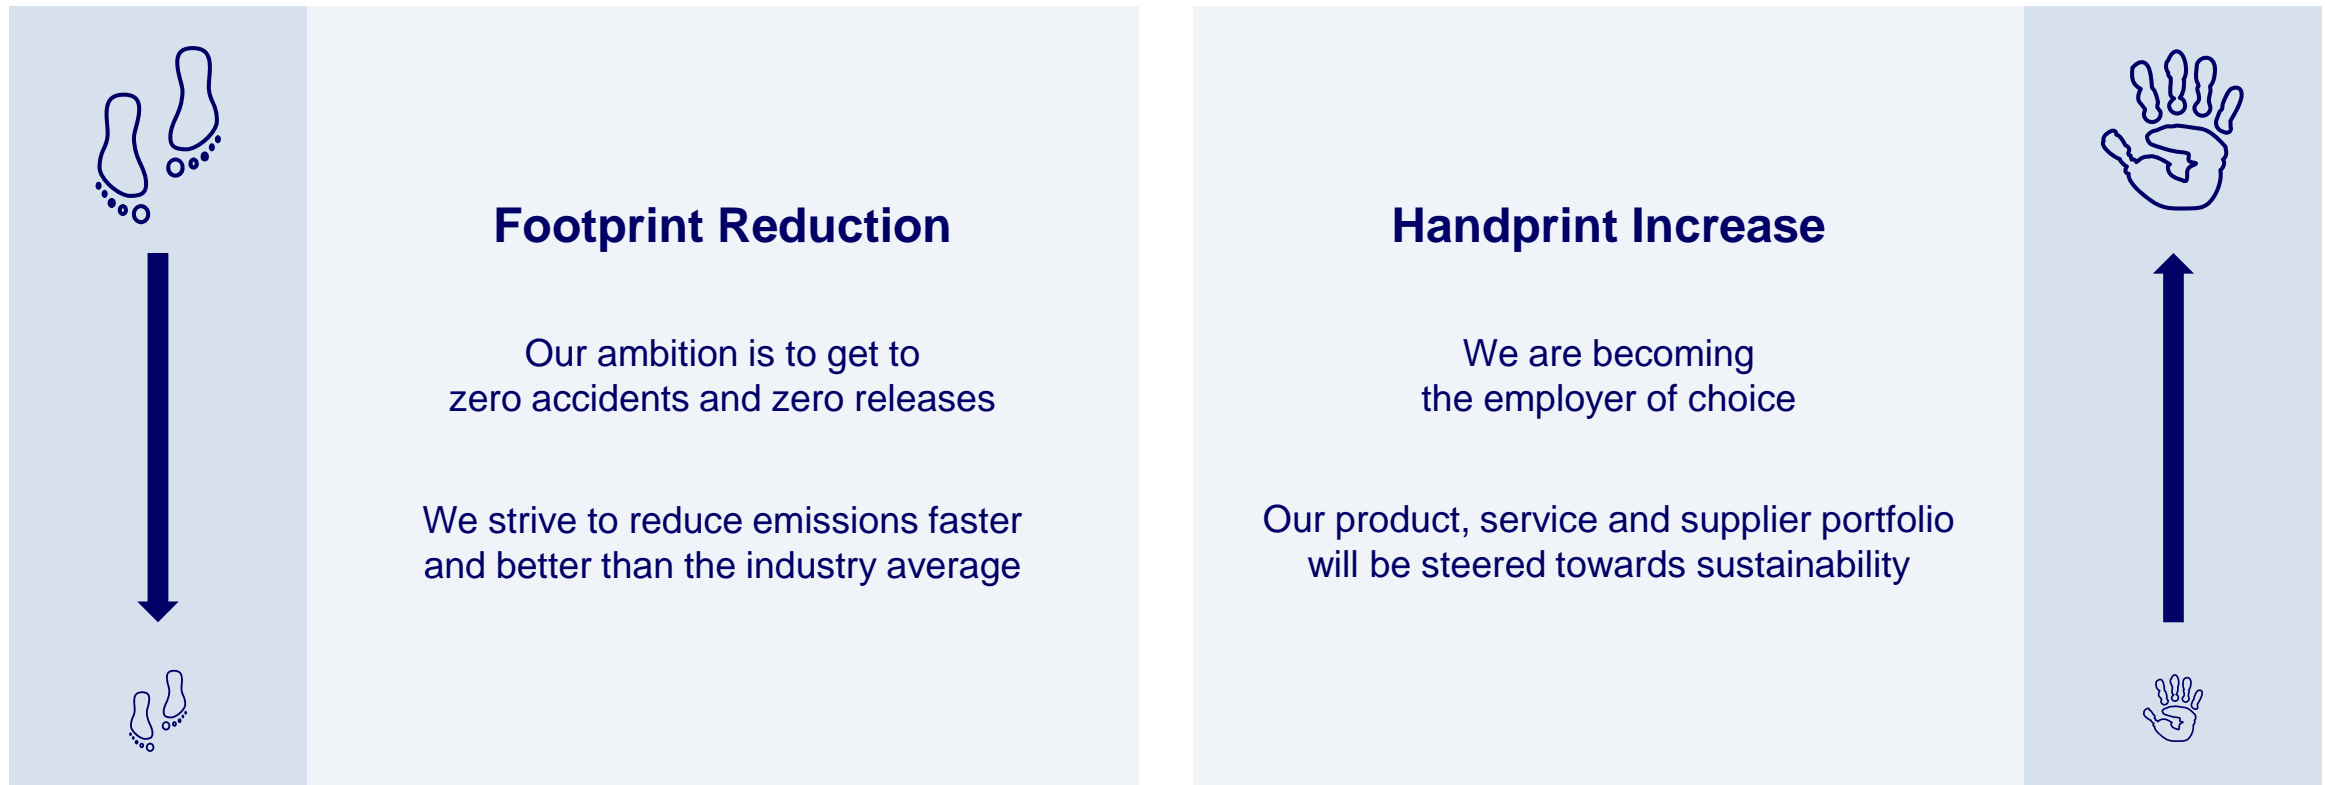 Footprint Reduction
Our ambition is to get to
zero accidents and zero releases
We strive to reduce emissions faster
and better than the industry average
Handprint Increase
We are becoming
the employer of choice
Our product, service and supplier portfolio
will be steered towards sustainability